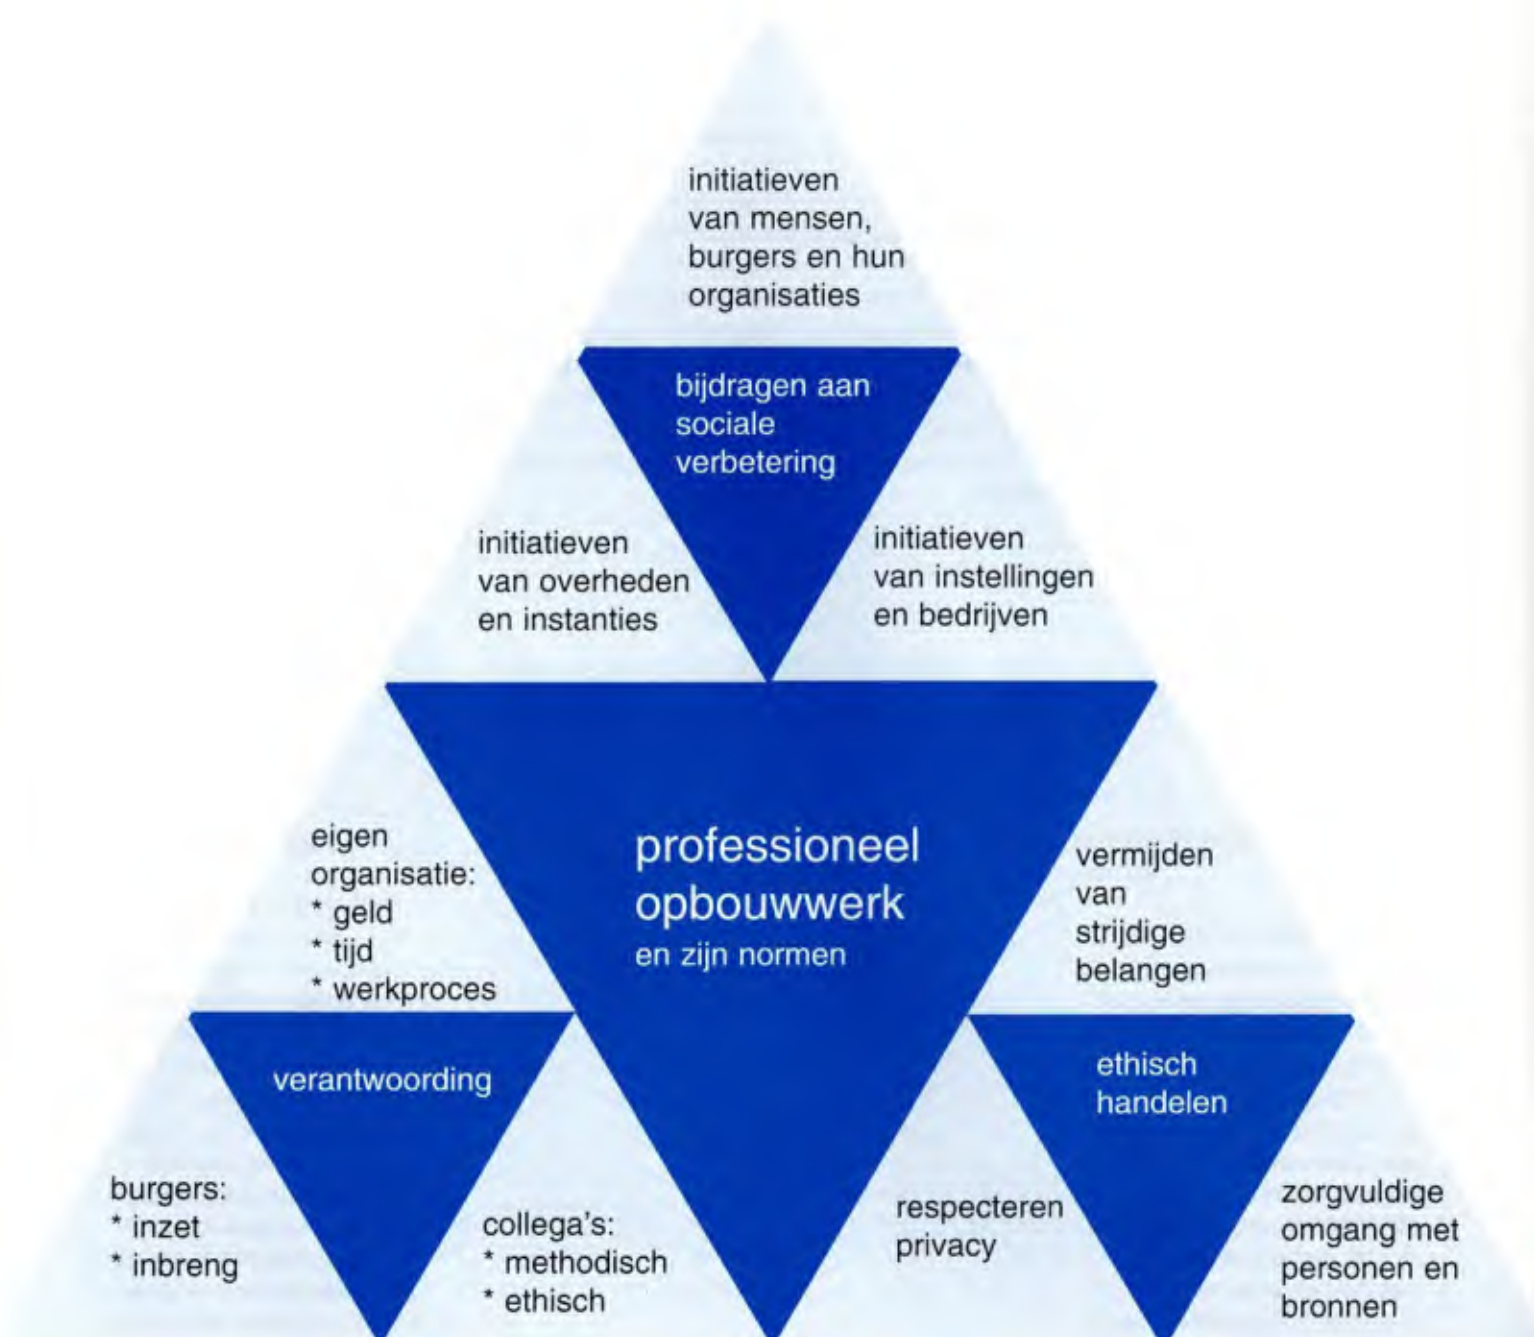 initiatieven
van mensen,
burgers en hun
organisaties
bijdragen aan
sociale
verbetering
initiatieven
van overheden
en instanties
initiatieven
van instellingen
en bedrijven
professioneel
opbouwwerk
en zijn normen
eigen
organisatie:
* geld
* tijd
* werkproces
vermijden
van
strijdige
belangen
verantwoording
ethisch
handelen
burgers:
* inzet
* inbreng
collega's:
* methodisch
* ethisch
respecteren
privacy
zorgvuldige
omgang met
personen en
bronnen